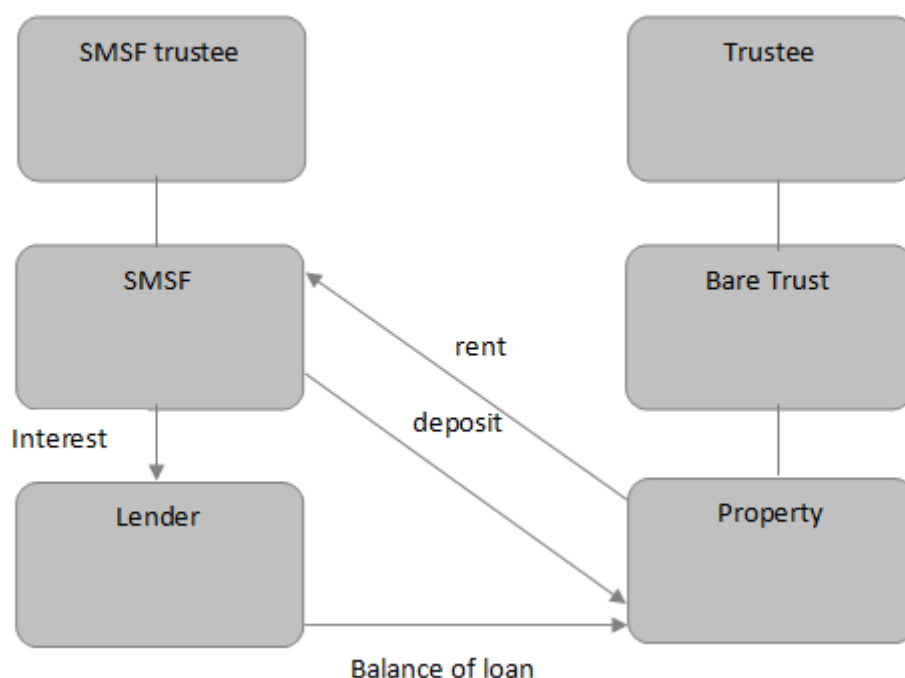 SMSF trustee
Trustee
SMSF
Bare Trust
rent
deposit
Interest
Lender
Property
Balance of loan